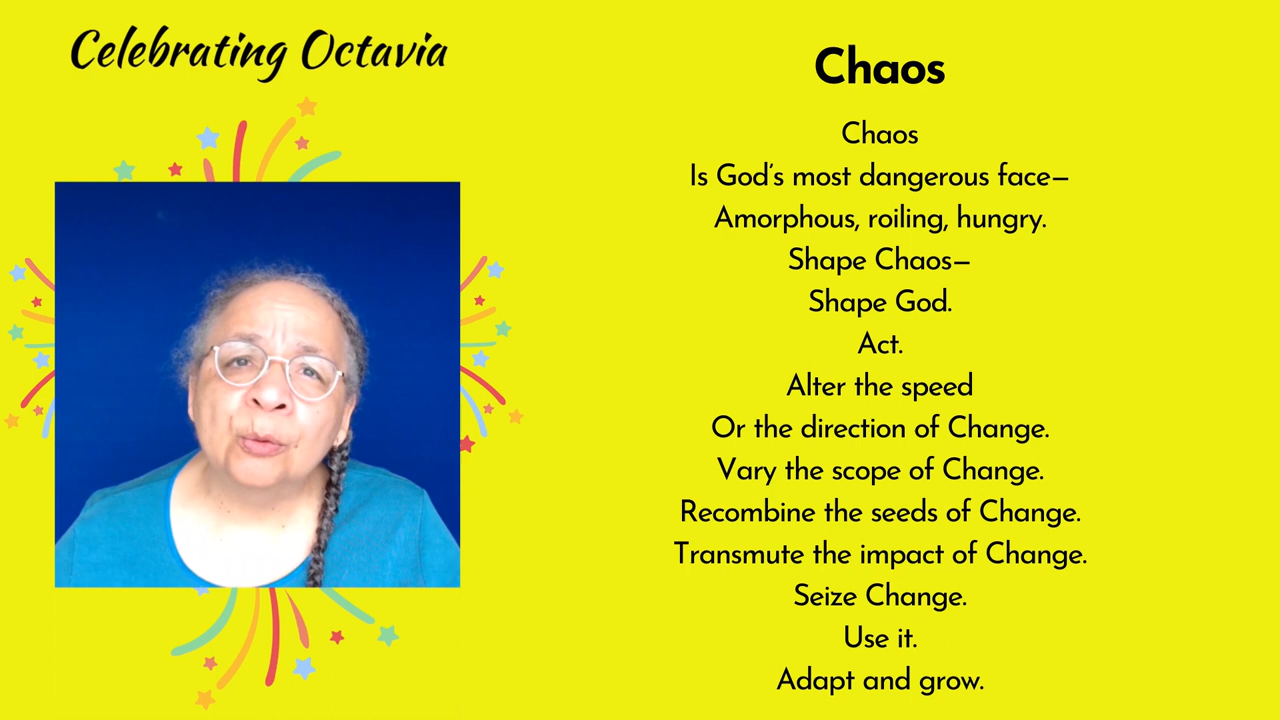 Celebrating Octavia
Chaos
Chaos
Is God's most dangerous face—
Amorphous, roiling, hungry.
Shape Chaos—
Shape God.
Act.
Alter the speed
Or the direction of Change.
Vary the scope of Change.
Recombine the seeds of Change.
Transmute the impact of Change.
Seize Change.
Use it.
Adapt and grow.